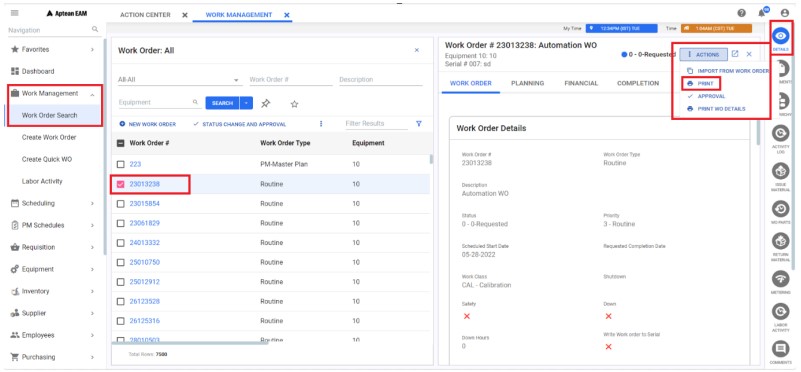 Aptean EAM
ACTION CENTER
WORK MANAGEMENT
Navigation
My Time
12:34PM (IST) TUE
Time
1:04AM (CST) TUE
Favorites
Dashboard
Work Management
Work Order Search
Create Work Order
Create Quick WO
Labor Activity
Scheduling
PM Schedules
Requisition
Equipment
Inventory
Supplier
Employees
Purchasing
Work Order: All
All-All
Work Order #
Description
Equipment
SEARCH
NEW WORK ORDER
STATUS CHANGE AND APPROVAL
Filter Results
Work Order # Work Order Type Equipment
223 PM-Master Plan 10
23013238 Routine 10
23015854 Routine 10
23061829 Routine 10
24013332 Routine 10
25010750 Routine 10
25012912 Routine 10
26123528 Routine 10
26125316 Routine 10
28010503 Routine 10
Total Rows: 7580
Work Order # 23013238: Automation WO
Equipment 10: 10
Serial # 007: sd
0 - 0-Requested
ACTIONS
IMPORT FROM WORK ORDER
PRINT
APPROVAL
PRINT WO DETAILS
WORK ORDER
PLANNING
FINANCIAL
COMPLETION
Work Order Details
Work Order # Work Order Type
23013238 Routine
Description
Automation WO
Status Priority
0 - 0-Requested 3 - Routine
Scheduled Start Date Requested Completion Date
05-28-2022
Work Class Shutdown
CAL - Calibration
Safety Down
Down Hours Write Work order to Serial
0
DETAILS
ACTIVITY
LOG
ISSUE
MATERIAL
WO PARTS
RETURN
MATERIAL
METERING
LABOR
ACTIVITY
COMMENTS